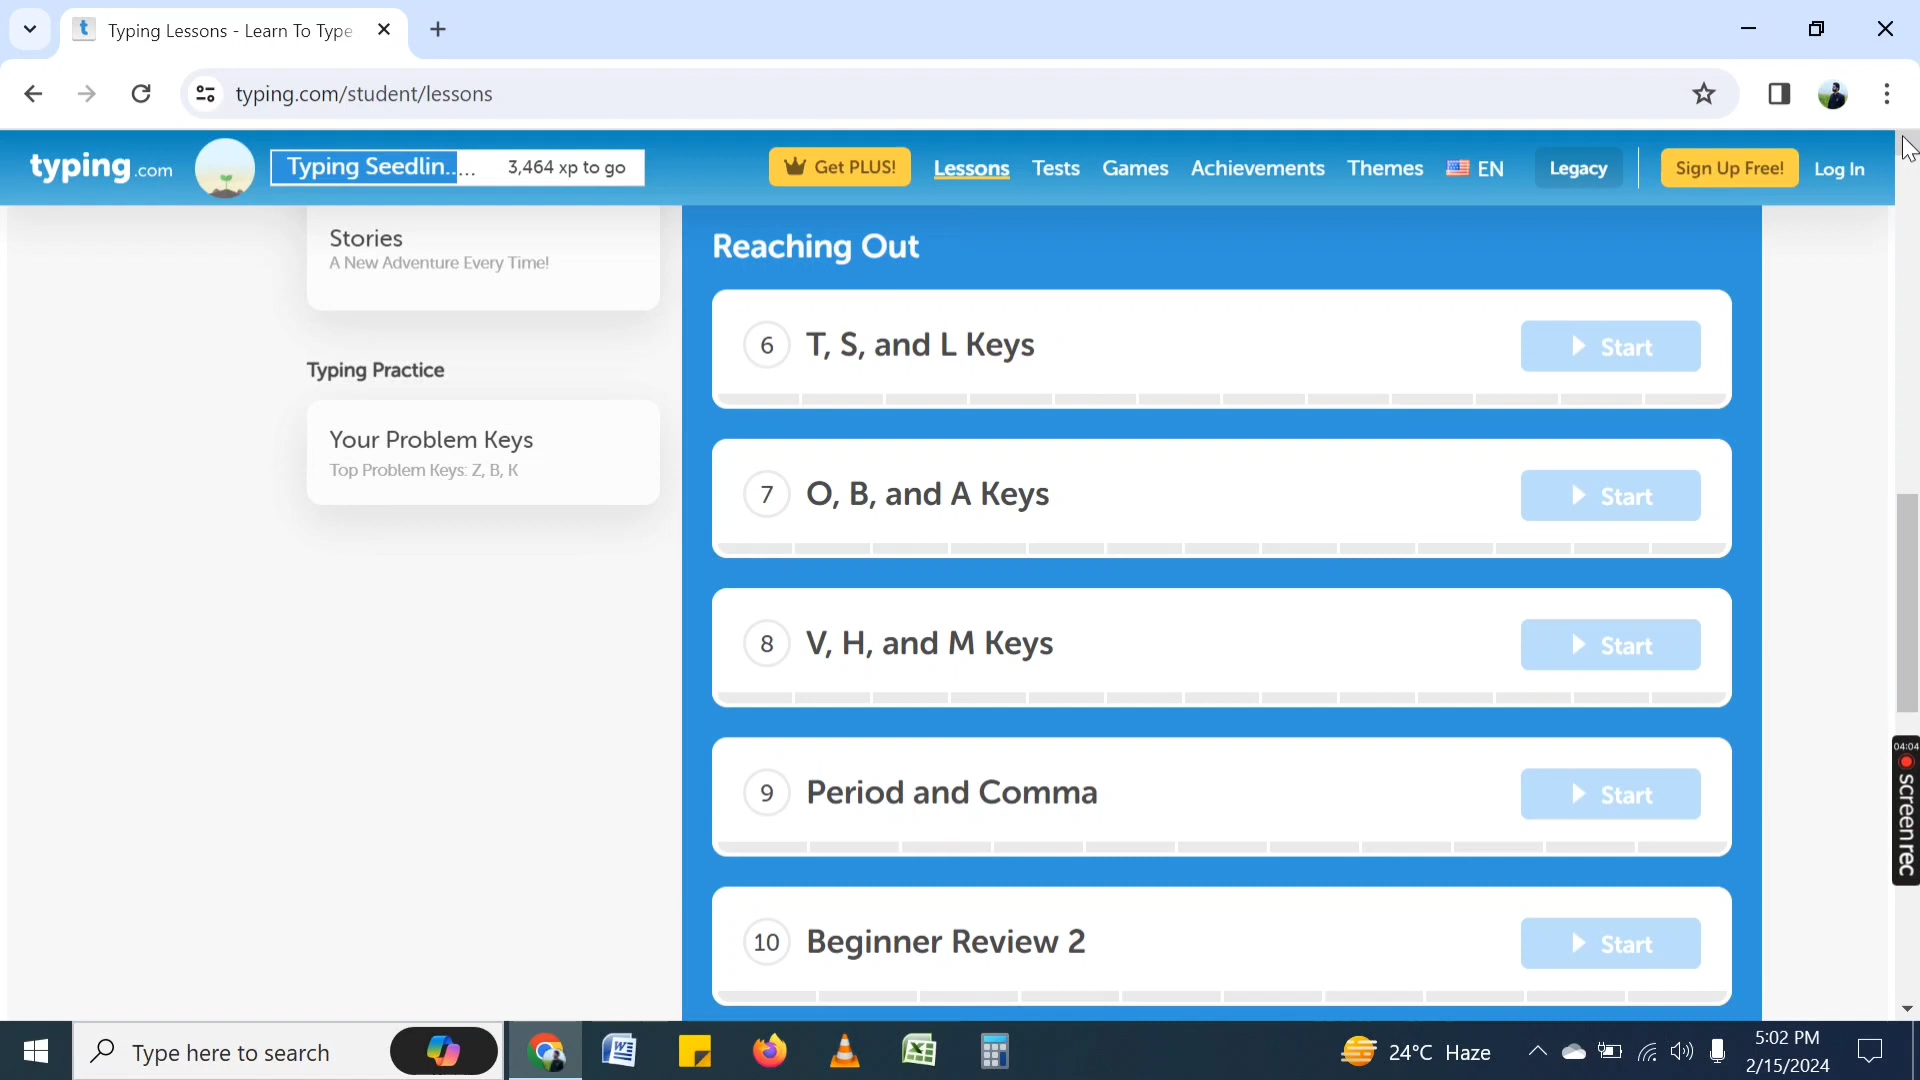 Typing Lessons - Learn To Type
typing.com/student/lessons
typing.com
Typing Seedlin.. ...
3,464 xp to go
Get PLUS!
Lessons
Tests
Games
Achievements
Themes
EN
Legacy
Sign Up Free!
Log In
Stories
A New Adventure Every Time!
Typing Practice
Your Problem Keys
Top Problem Keys: Z, B, K
Reaching Out
6 T, S, and L Keys
Start
7 O, B, and A Keys
Start
8 V, H, and M Keys
Start
9 Period and Comma
Start
10 Beginner Review 2
Start
04:04
screen rec
Type here to search
24°C Haze
5:02 PM
2/15/2024